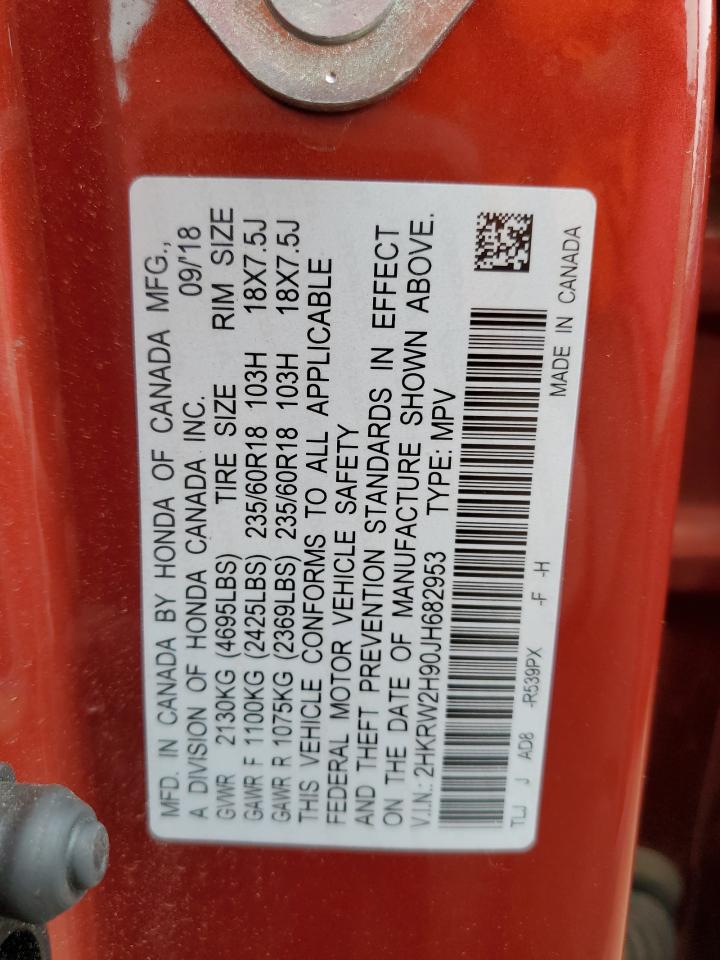 MFD. IN CANADA BY HONDA OF CANADA MFG.,
A DIVISION OF HONDA CANADA INC. 09/'18
GVWR 2130KG (4695LBS) TIRE SIZE RIM SIZE
GAWR F 1100KG (2425LBS) 235/60R18 103H 18X7.5J
GAWR R 1075KG (2369LBS) 235/60R18 103H 18X7.5J
THIS VEHICLE CONFORMS TO ALL APPLICABLE
FEDERAL MOTOR VEHICLE SAFETY
AND THEFT PREVENTION STANDARDS IN EFFECT
ON THE DATE OF MANUFACTURE SHOWN ABOVE.
V.I.N.: 2HKRW2H90JH682953 TYPE: MPV
TLJ J AD8 -R539PX -F -H
MADE IN CANADA